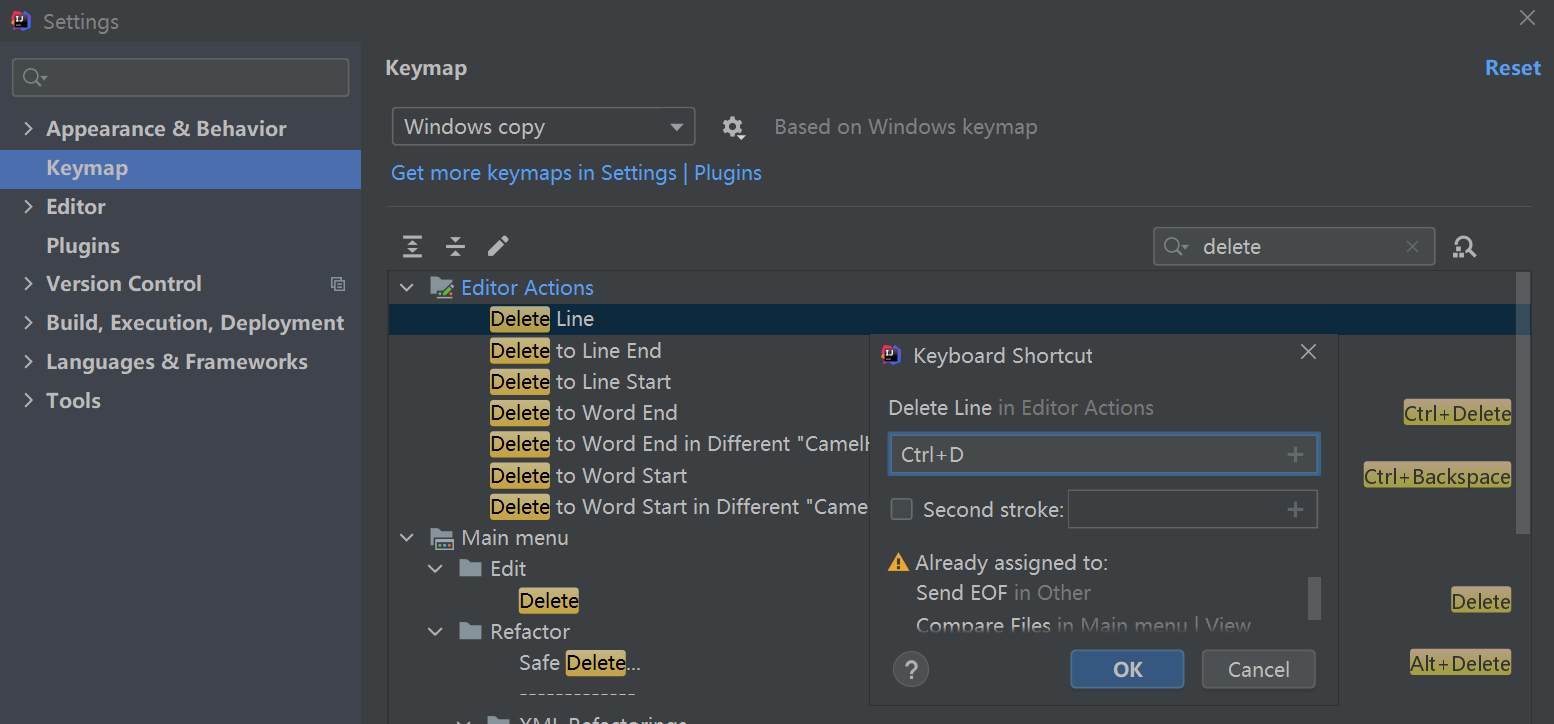 Settings
Keymap
Reset
Appearance & Behavior
Keymap
Editor
Plugins
Version Control
Build, Execution, Deployment
Languages & Frameworks
Tools
Windows copy
Based on Windows keymap
Get more keymaps in Settings | Plugins
delete
Editor Actions
Delete Line
Delete to Line End
Delete to Line Start
Delete to Word End
Ctrl+Delete
Delete to Word End in Different "Camel
Delete to Word Start
Ctrl+Backspace
Delete to Word Start in Different "Came
Main menu
Edit
Delete
Delete
Refactor
Safe Delete...
Alt+Delete
-------------
XML Refactorings
Keyboard Shortcut
Delete Line in Editor Actions
Ctrl+D
Second stroke:
Already assigned to:
Send EOF in Other
Compare Files in Main menu | View
?
OK
Cancel